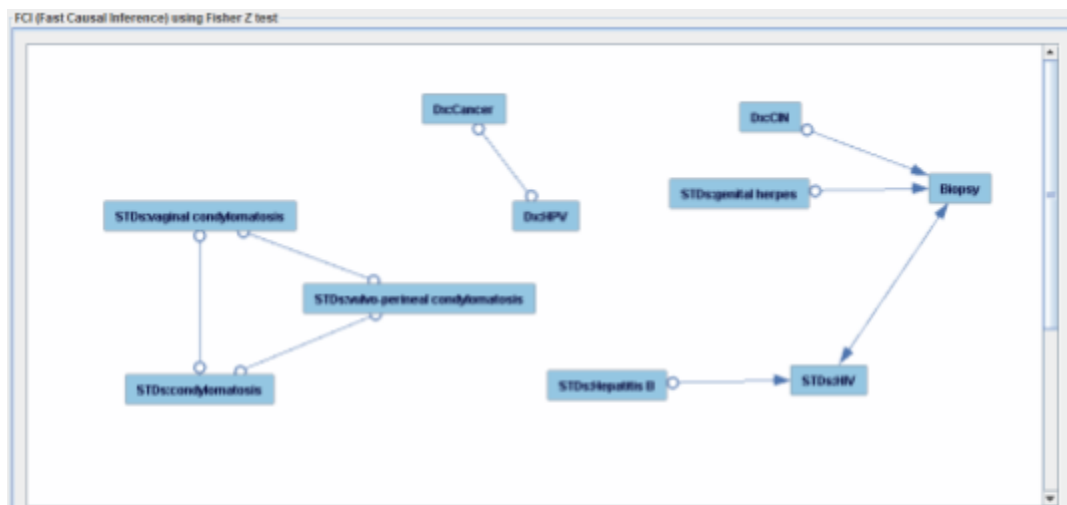 FCI (Fast Causal Inference) using Fisher Z test
Dx:Cancer
Dx:CIN
STDs:genital herpes
Biopsy
STDs:vaginal condylomatosis
Dx:HPV
STDs:vulvo-perineal condylomatosis
STDs:condylomatosis
STDs:Hepatitis B
STDs:HIV